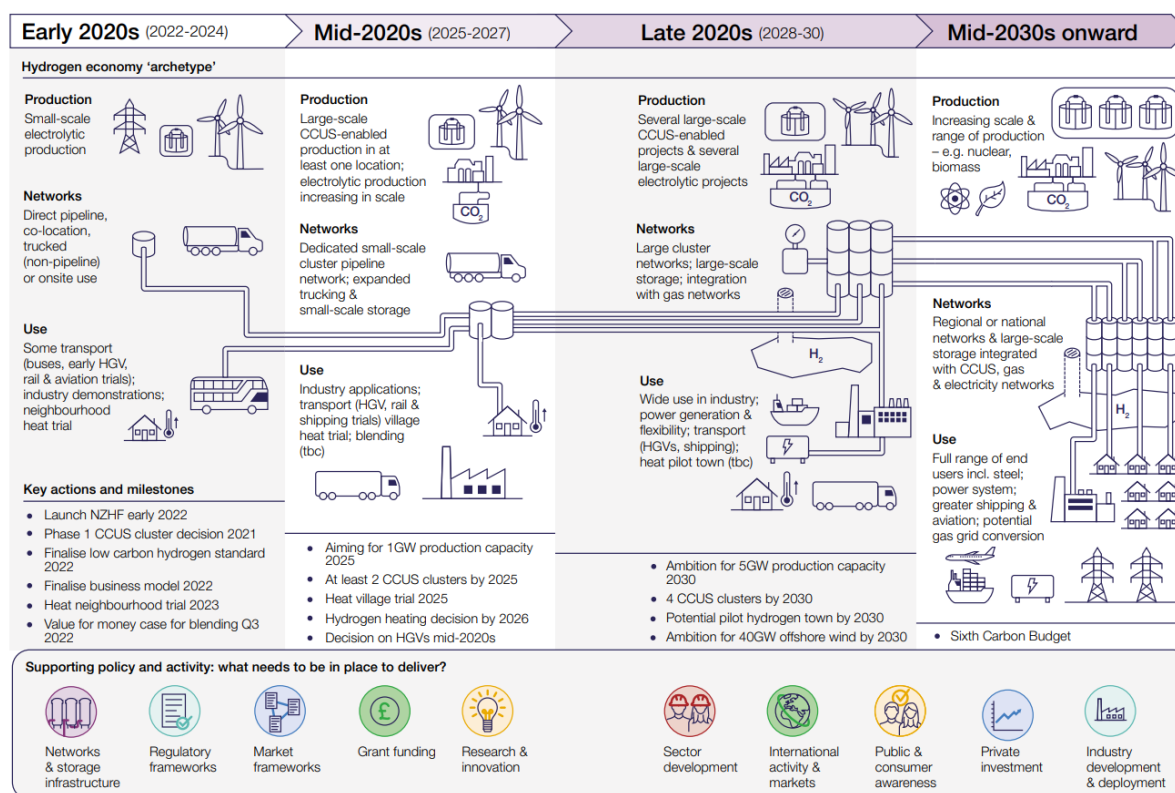 Early 2020s (2022-2024)
Mid-2020s (2025-2027)
Late 2020s (2028-30)
Mid-2030s onward
Hydrogen economy ‘archetype’
Production
Small-scale
electrolytic
production
Networks
Direct pipeline,
co-location,
trucked
(non-pipeline)
or onsite use
Use
Some transport
(buses, early HGV,
rail & aviation trials);
industry demonstrations;
neighbourhood
heat trial
Key actions and milestones
• Launch NZHF early 2022
• Phase 1 CCUS cluster decision 2021
• Finalise low carbon hydrogen standard
2022
• Finalise business model 2022
• Heat neighbourhood trial 2023
• Value for money case for blending Q3
2022
Production
Large-scale
CCUS-enabled
production in at
least one location;
electrolytic production
increasing in scale
CO2
Networks
Dedicated small-scale
cluster pipeline
network; expanded
trucking &
small-scale storage
Use
Industry applications;
transport (HGV, rail &
shipping trials) village
heat trial; blending
(tbc)
• Aiming for 1GW production capacity
2025
• At least 2 CCUS clusters by 2025
• Heat village trial 2025
• Hydrogen heating decision by 2026
• Decision on HGVs mid-2020s
Production
Several large-scale
CCUS-enabled
projects & several
large-scale
electrolytic projects
CO2
Networks
Large cluster
networks; large-scale
storage; integration
with gas networks
H2
Use
Wide use in industry;
power generation &
flexibility; transport
(HGVs, shipping);
heat pilot town (tbc)
• Ambition for 5GW production capacity
2030
• 4 CCUS clusters by 2030
• Potential pilot hydrogen town by 2030
• Ambition for 40GW offshore wind by 2030
Production
Increasing scale &
range of production
– e.g. nuclear,
biomass
CO2
Networks
Regional or national
networks & large-scale
storage integrated
with CCUS, gas
& electricity networks
H2
Use
Full range of end
users incl. steel;
power system;
greater shipping &
aviation; potential
gas grid conversion
• Sixth Carbon Budget
Supporting policy and activity: what needs to be in place to deliver?
Networks
& storage
infrastructure
Regulatory
frameworks
Market
frameworks
£
Grant funding
Research &
innovation
Sector
development
International
activity &
markets
Public &
consumer
awareness
Private
investment
Industry
development
& deployment